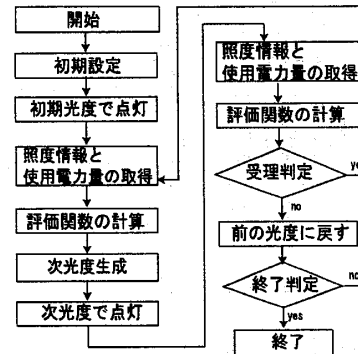 開始
初期設定
初期光度で点灯
照度情報と
使用電力量の取得
評価関数の計算
次光度生成
次光度で点灯
照度情報と
使用電力量の取得
評価関数の計算
受理判定
no
前の光度に戻す
終了判定
yes
終了